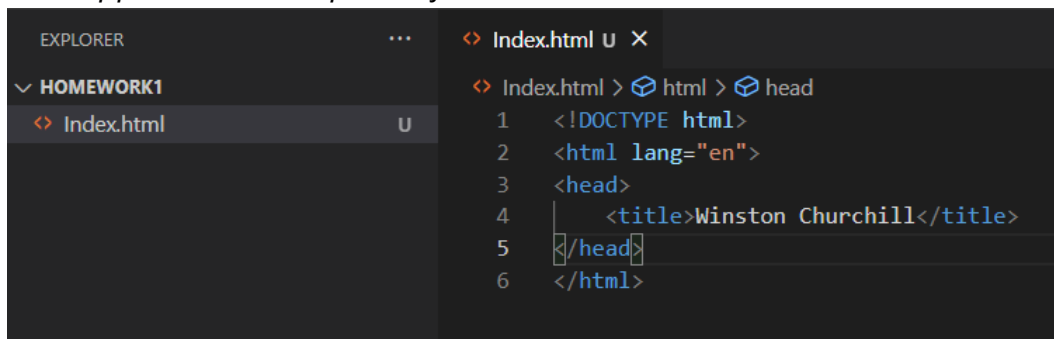 EXPLORER ...
HOMEWORK1
Index.html U
Index.html U
Index.html > html > head
1 <!DOCTYPE html>
2 <html lang="en">
3 <head>
4 <title>Winston Churchill</title>
5 </head>
6 </html>